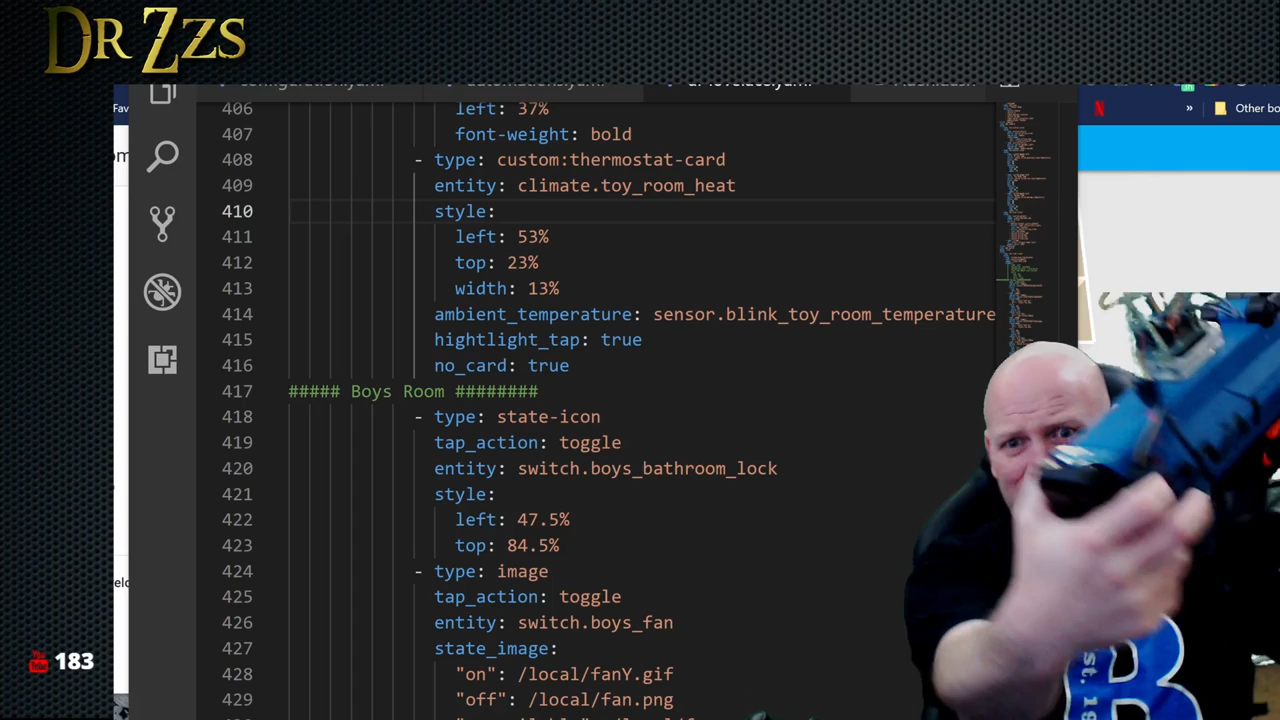 DR ZZS
Fav
»
Other bo
406
left: 37%
407
font-weight: bold
408
- type: custom:thermostat-card
409
entity: climate.toy_room_heat
410
style:
411
left: 53%
412
top: 23%
413
width: 13%
414
ambient_temperature: sensor.blink_toy_room_temperature
415
hightlight_tap: true
416
no_card: true
417
##### Boys Room ########
418
- type: state-icon
419
tap_action: toggle
420
entity: switch.boys_bathroom_lock
421
style:
422
left: 47.5%
423
top: 84.5%
424
- type: image
425
tap_action: toggle
426
entity: switch.boys_fan
427
state_image:
428
"on": /local/fanY.gif
429
"off": /local/fan.png
You
183
st. 19
B